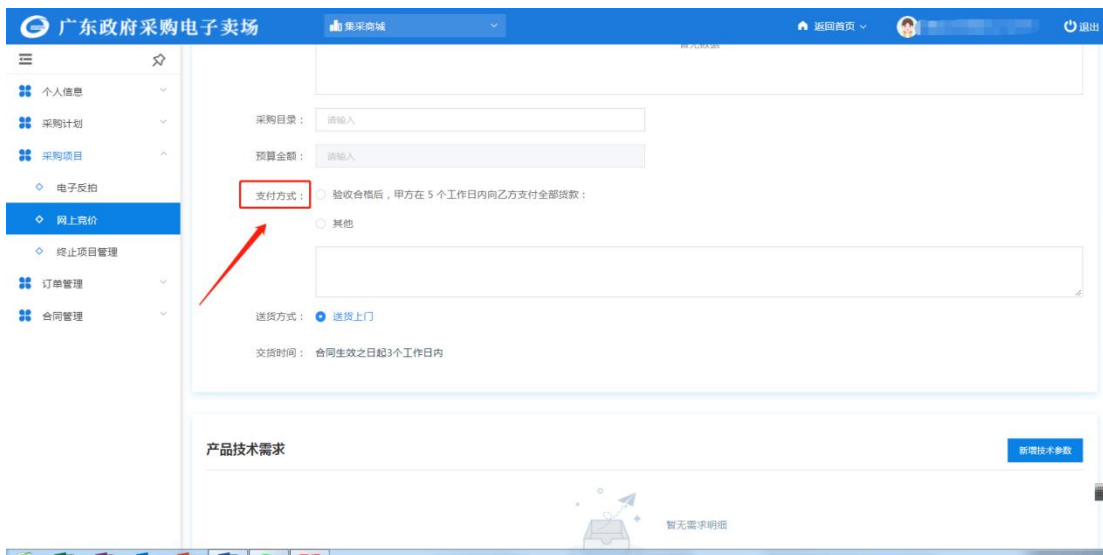 广东政府采购电子卖场 集采商城 返回首页 退出
暂无数据
个人信息
采购计划
采购目录： 请输入
采购项目
预算金额： 请输入
电子反拍
支付方式： 验收合格后，甲方在 5 个工作日内向乙方支付全部货款；
网上竞价
其他
终止项目管理
订单管理
合同管理
送货方式： 送货上门
交货时间： 合同生效之日起3个工作日内
产品技术需求 新增技术参数
暂无需求明细